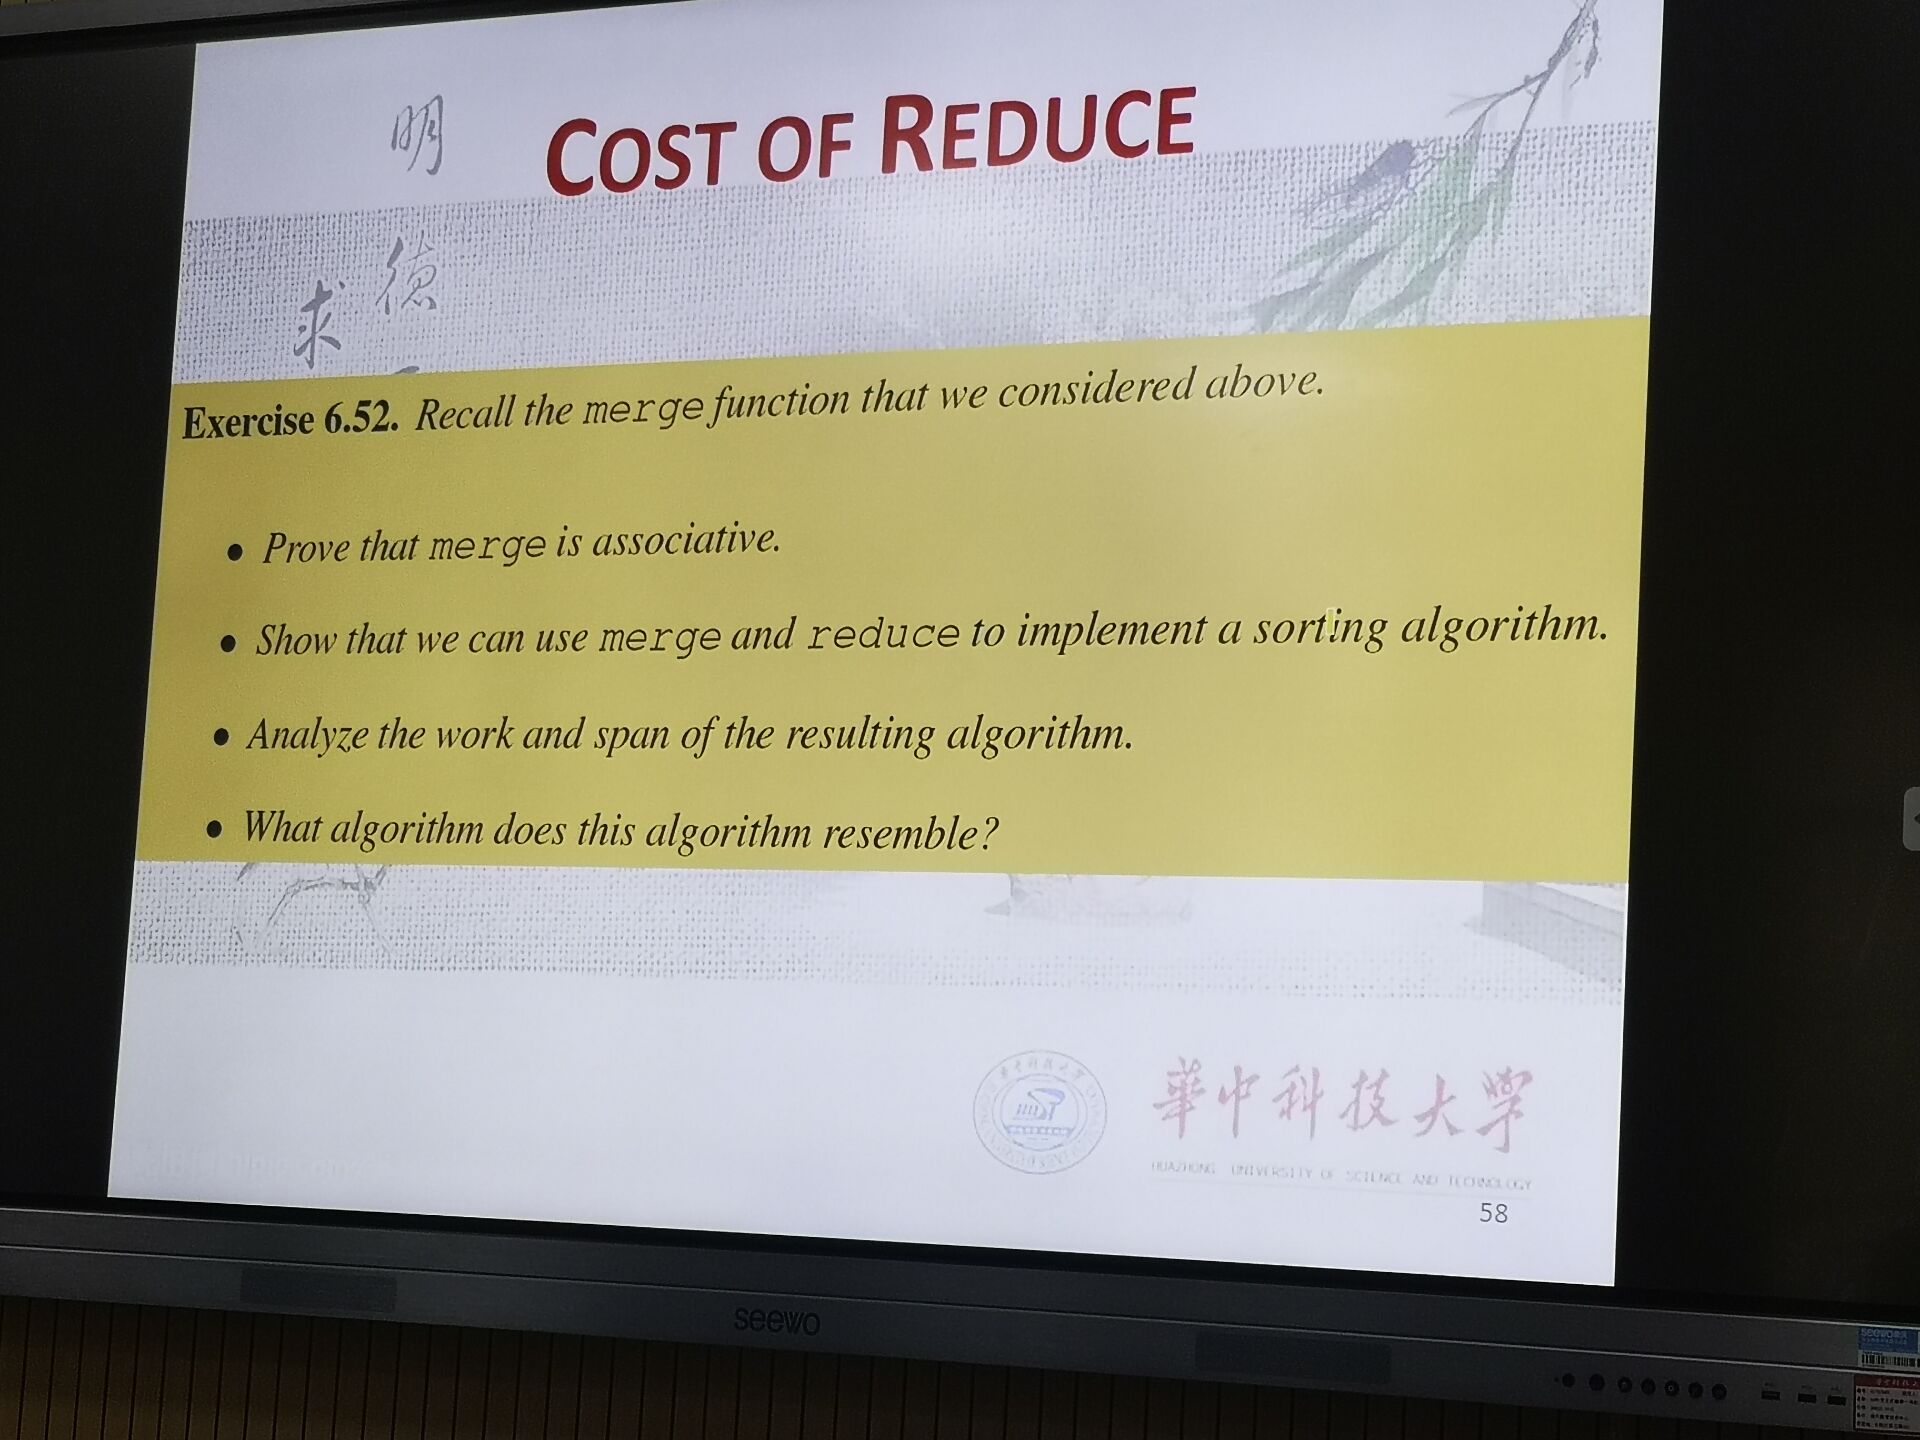 COST OF REDUCE
明
德
求
Exercise 6.52. Recall the merge function that we considered above.
• Prove that merge is associative.
• Show that we can use merge and reduce to implement a sorting algorithm.
• Analyze the work and span of the resulting algorithm.
• What algorithm does this algorithm resemble?
華中科技大學
HUAZHONG UNIVERSITY OF SCIENCE AND TECHNOLOGY
58
seewo
seewo